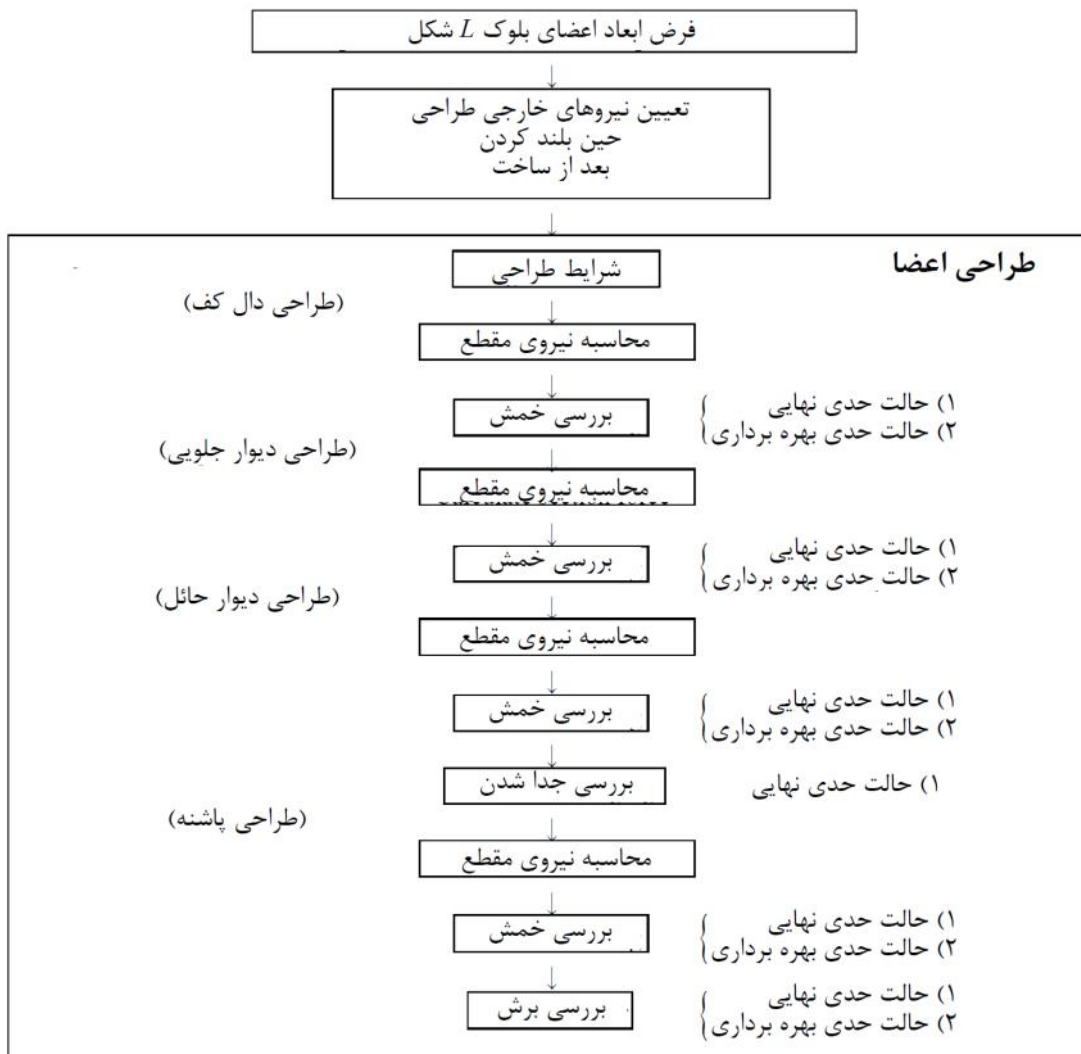 فرض ابعاد اعضای بلوک L شکل
تعیین نیروهای خارجی طراحی
حین بلند کردن
بعد از ساخت
طراحی اعضا
شرایط طراحی
(طراحی دال کف)
محاسبه نیروی مقطع
بررسی خمش
۱) حالت حدی نهایی
۲) حالت حدی بهره برداری
(طراحی دیوار جلویی)
محاسبه نیروی مقطع
بررسی خمش
۱) حالت حدی نهایی
۲) حالت حدی بهره برداری
(طراحی دیوار حائل)
محاسبه نیروی مقطع
بررسی خمش
۱) حالت حدی نهایی
۲) حالت حدی بهره برداری
بررسی جدا شدن
۱) حالت حدی نهایی
(طراحی پاشنه)
محاسبه نیروی مقطع
بررسی خمش
۱) حالت حدی نهایی
۲) حالت حدی بهره برداری
بررسی برش
۱) حالت حدی نهایی
۲) حالت حدی بهره برداری